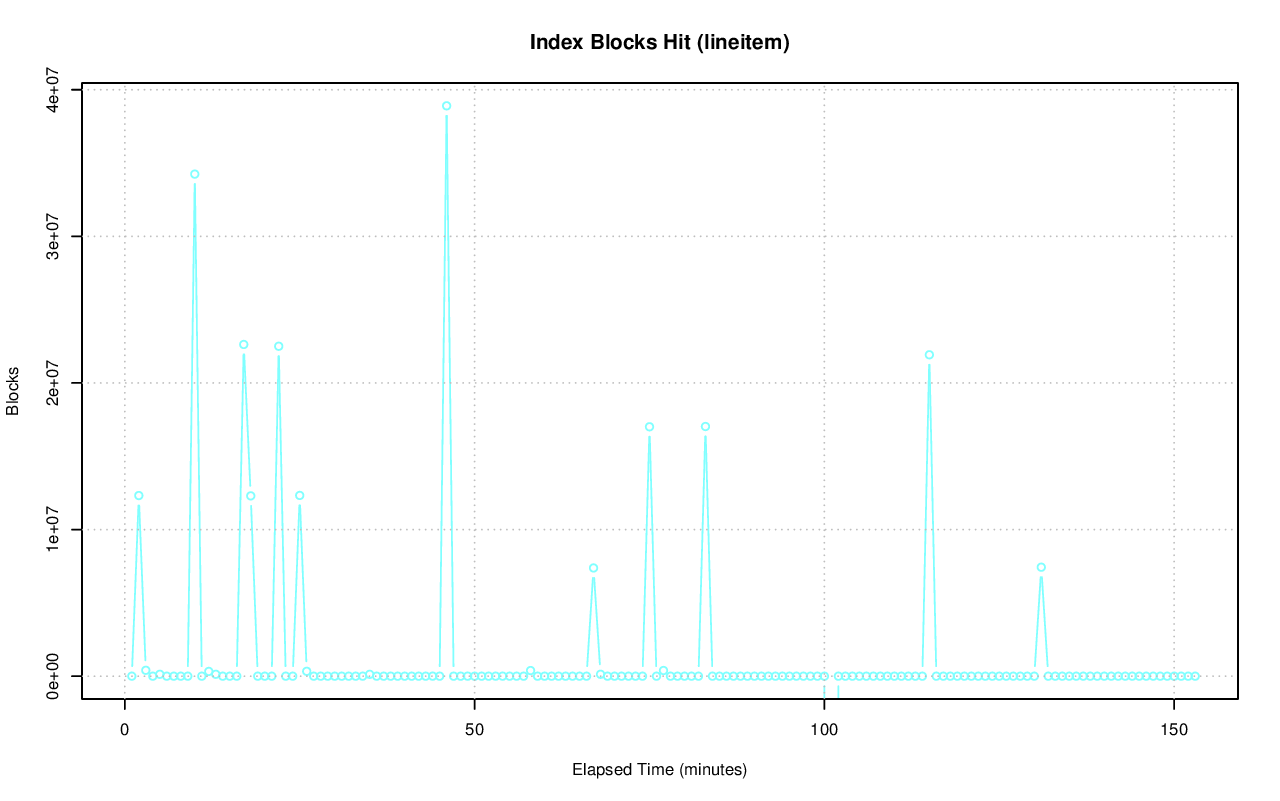 Index Blocks Hit (lineitem)
4e+07
3e+07
2e+07
1e+07
0e+00
Blocks
0 50 100 150
Elapsed Time (minutes)